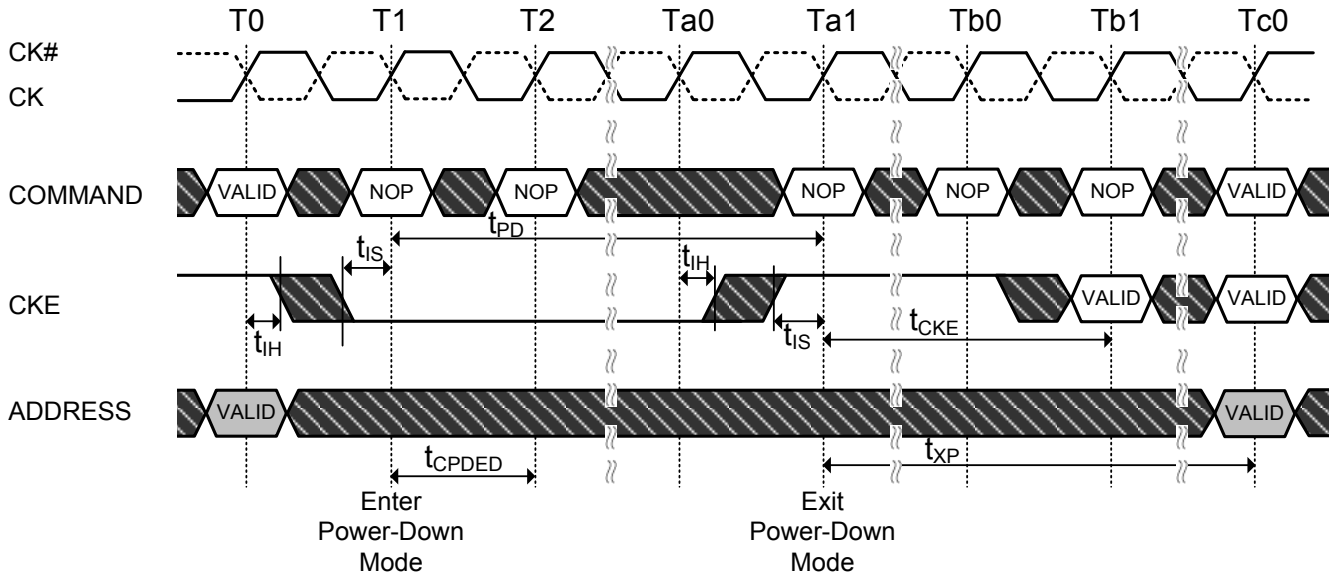 T0 T1 T2 Ta0 Ta1 Tb0 Tb1 Tc0
CK#
CK
COMMAND VALID NOP NOP NOP NOP NOP VALID
tPD
tIS tIH
CKE VALID VALID
tIH tIS tCKE
ADDRESS VALID VALID
tCPDED tXP
Enter Power-Down Mode
Exit Power-Down Mode